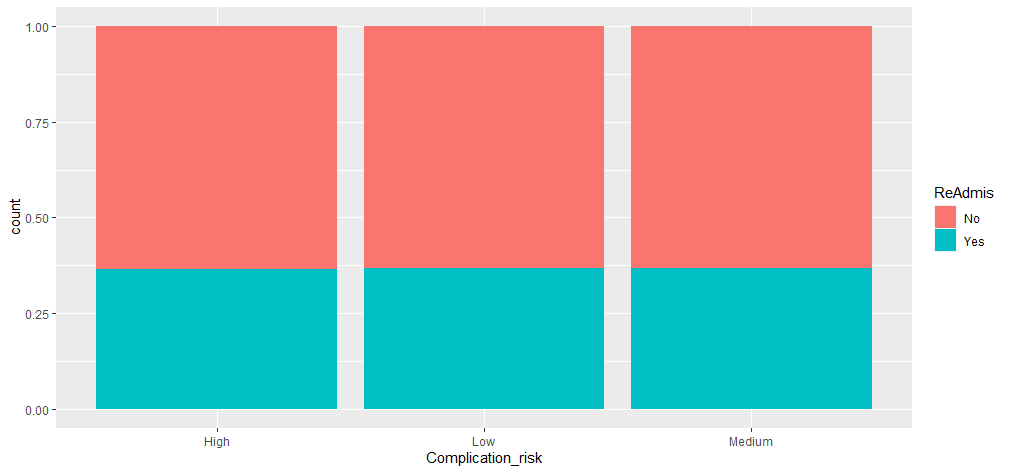 1.00
0.75
0.50
0.25
0.00
count
High
Low
Medium
Complication_risk
ReAdmis
No
Yes